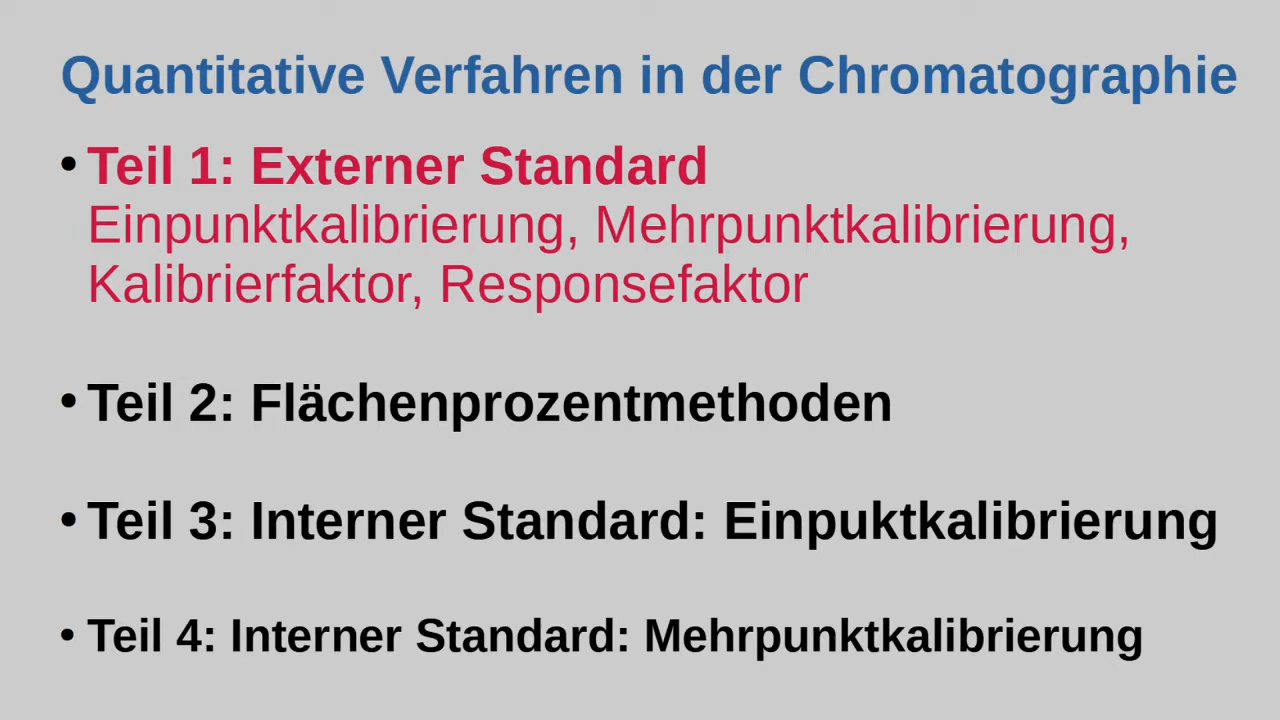 Quantitative Verfahren in der Chromatographie
• Teil 1: Externer Standard
Einpunktkalibrierung, Mehrpunktkalibrierung,
Kalibrierfaktor, Responsefaktor
• Teil 2: Flächenprozentmethoden
• Teil 3: Interner Standard: Einpuktkalibrierung
• Teil 4: Interner Standard: Mehrpunktkalibrierung